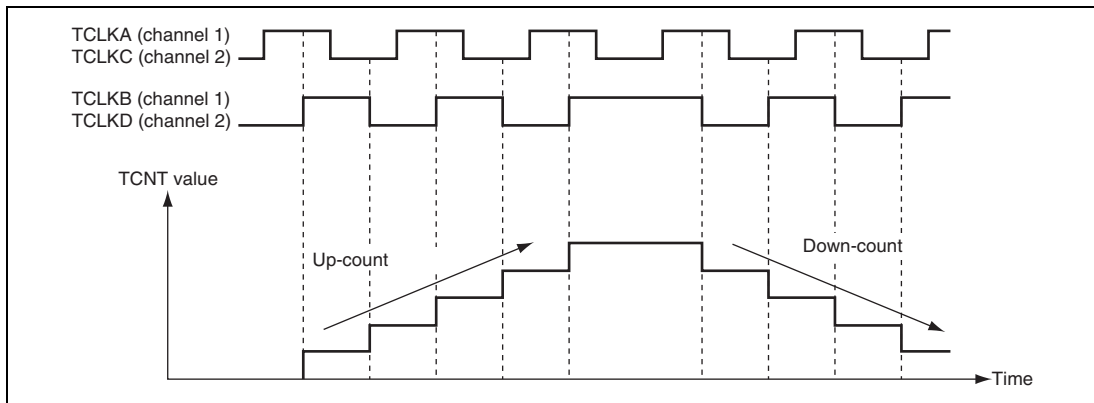 TCLKA (channel 1)
TCLKC (channel 2)
TCLKB (channel 1)
TCLKD (channel 2)
TCNT value
Up-count
Down-count
Time